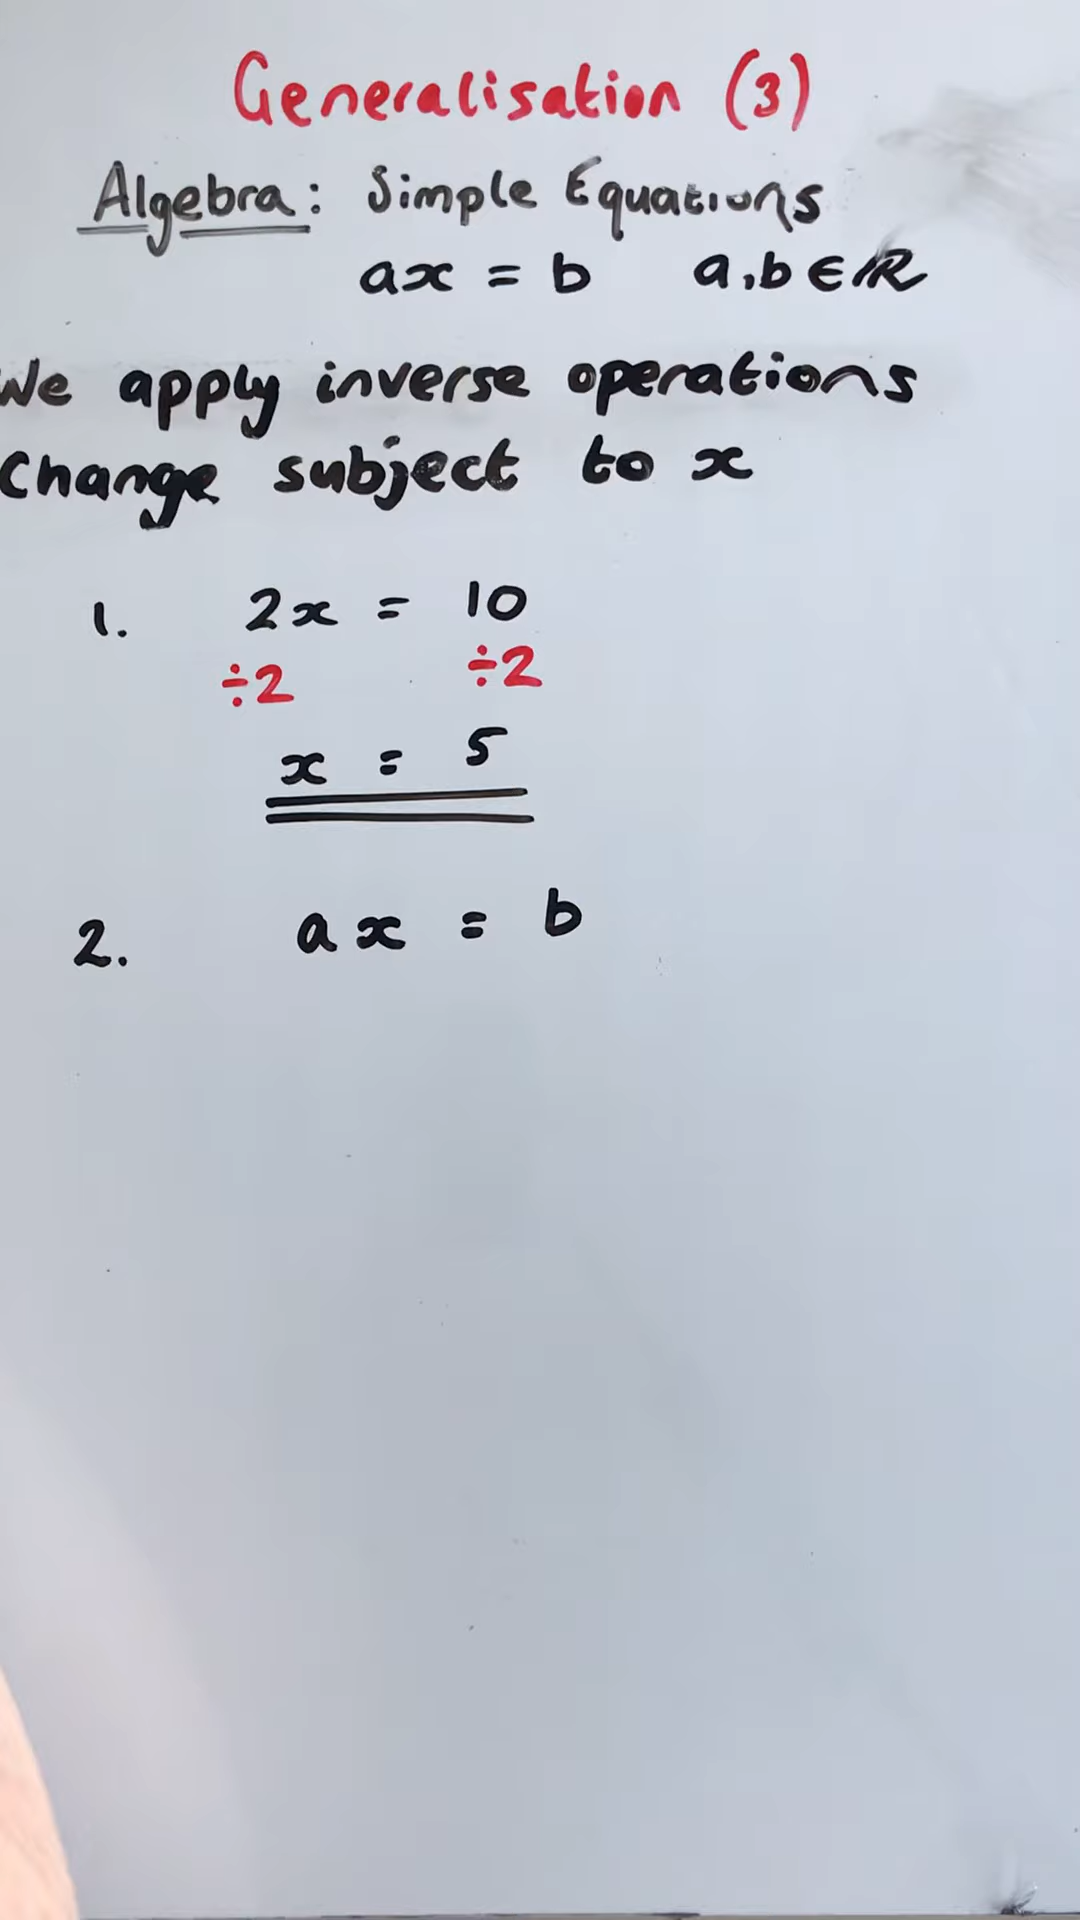 Generalisation (3)
Algebra: Simple Equations
ax = b a,b ∈ ℝ
We apply inverse operations
Change subject to x
1. 2x = 10
÷2 ÷2
x = 5
2. ax = b